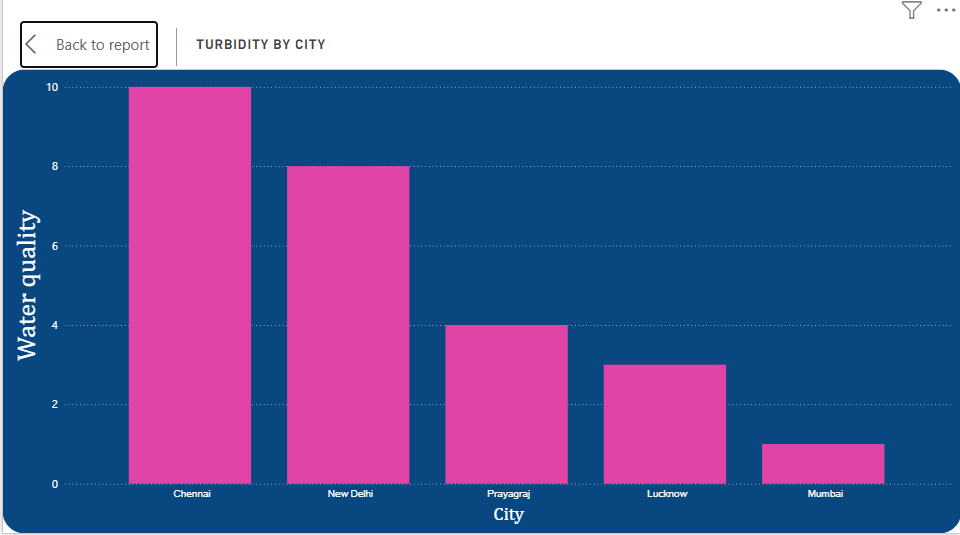 Back to report
TURBIDITY BY CITY
Water quality
10
8
6
4
2
0
Chennai
New Delhi
Prayagraj
Lucknow
Mumbai
City